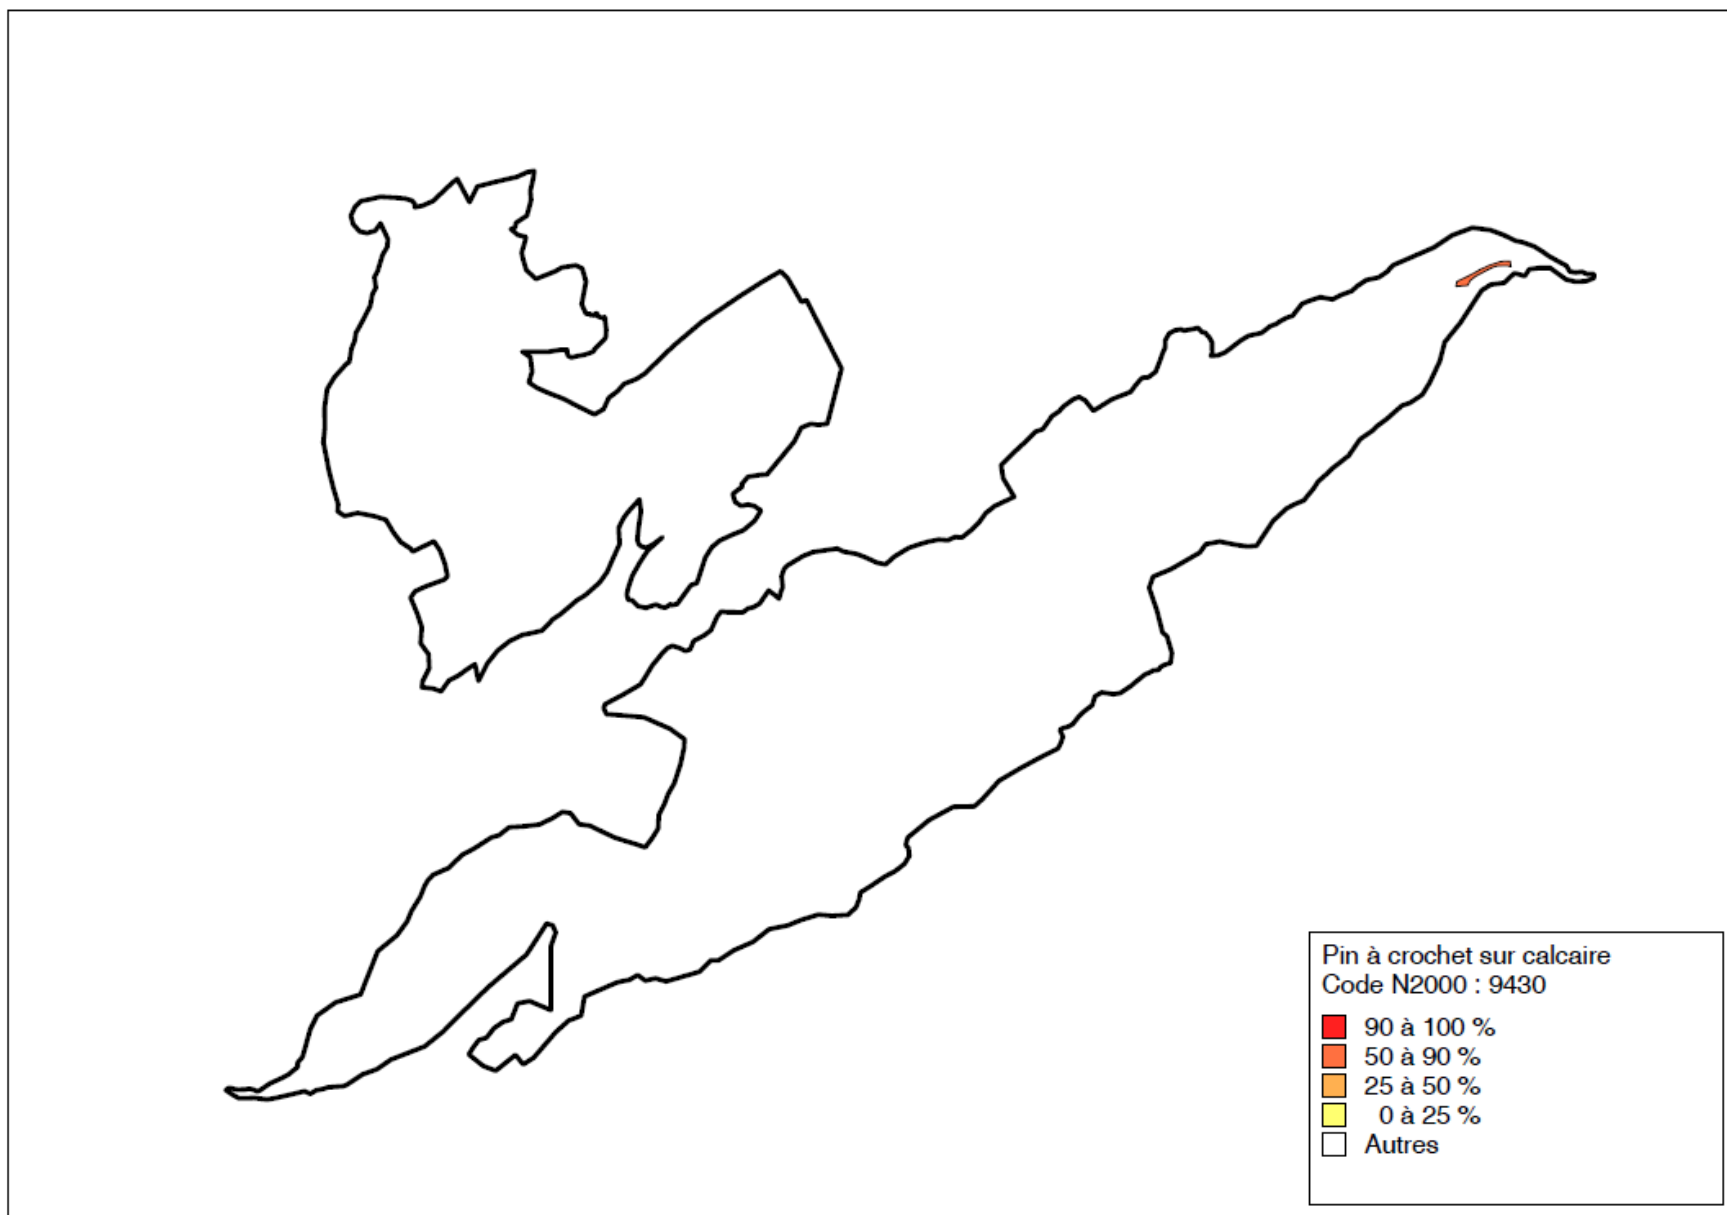 Pin à crochet sur calcaire
Code N2000 : 9430
90 à 100 %
50 à 90 %
25 à 50 %
0 à 25 %
Autres